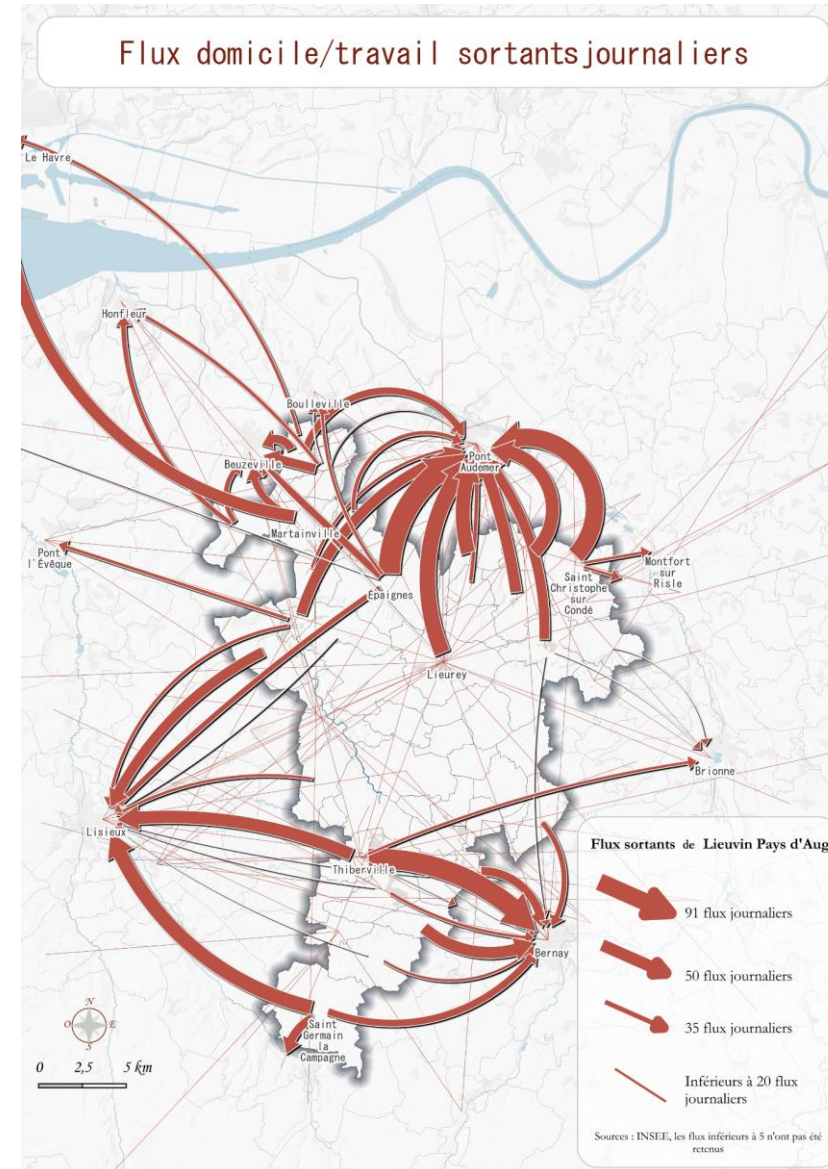 Flux domicile/travail sortantsjournaliers
Le Havre
Honfleur
Boulleville
Beuzeville
Pont
Audemer
Martainville
Pont
l'Évêque
Épaignes
Saint
Christophe
sur
Condé
Montfort
sur
Risle
Lieurey
Brionne
Lisieux
Thiberville
Bernay
Saint
Germain
la
Campagne
N
O
E
S
0 2,5 5 km
Flux sortants de Lieuvin Pays d'Aug
91 flux journaliers
50 flux journaliers
35 flux journaliers
Inférieurs à 20 flux
journaliers
Sources : INSEE, les flux inférieurs à 5 n'ont pas été
retenus